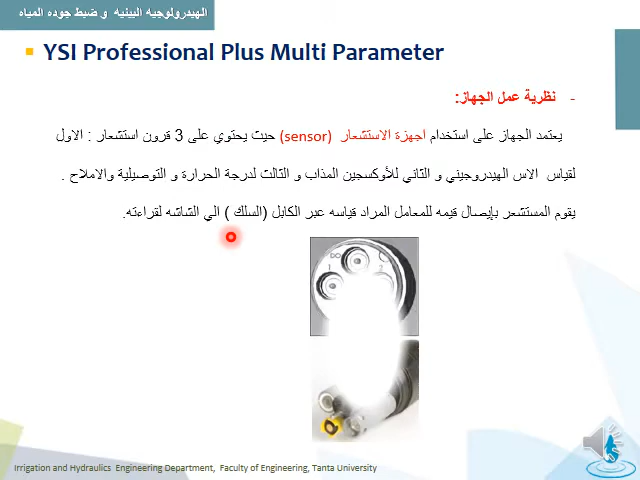 الهيدرولوجيه البيئيه و ضبط جوده المياه
YSI Professional Plus Multi Parameter
- نظرية عمل الجهاز:
يعتمد الجهاز على استخدام اجهزة الاستشعار (sensor) حيث يحتوي على 3 قرون استشعار : الاول
لقياس الاس الهيدروجيني و الثاني للأوكسجين المذاب و الثالث لدرجة الحرارة و التوصيلية والاملاح .
يقوم المستشعر بإيصال قيمه للمعامل المراد قياسه عبر الكابل (السلك ) الي الشاشه لقراءته.
DO
1
2
Irrigation and Hydraulics Engineering Department, Faculty of Engineering, Tanta University